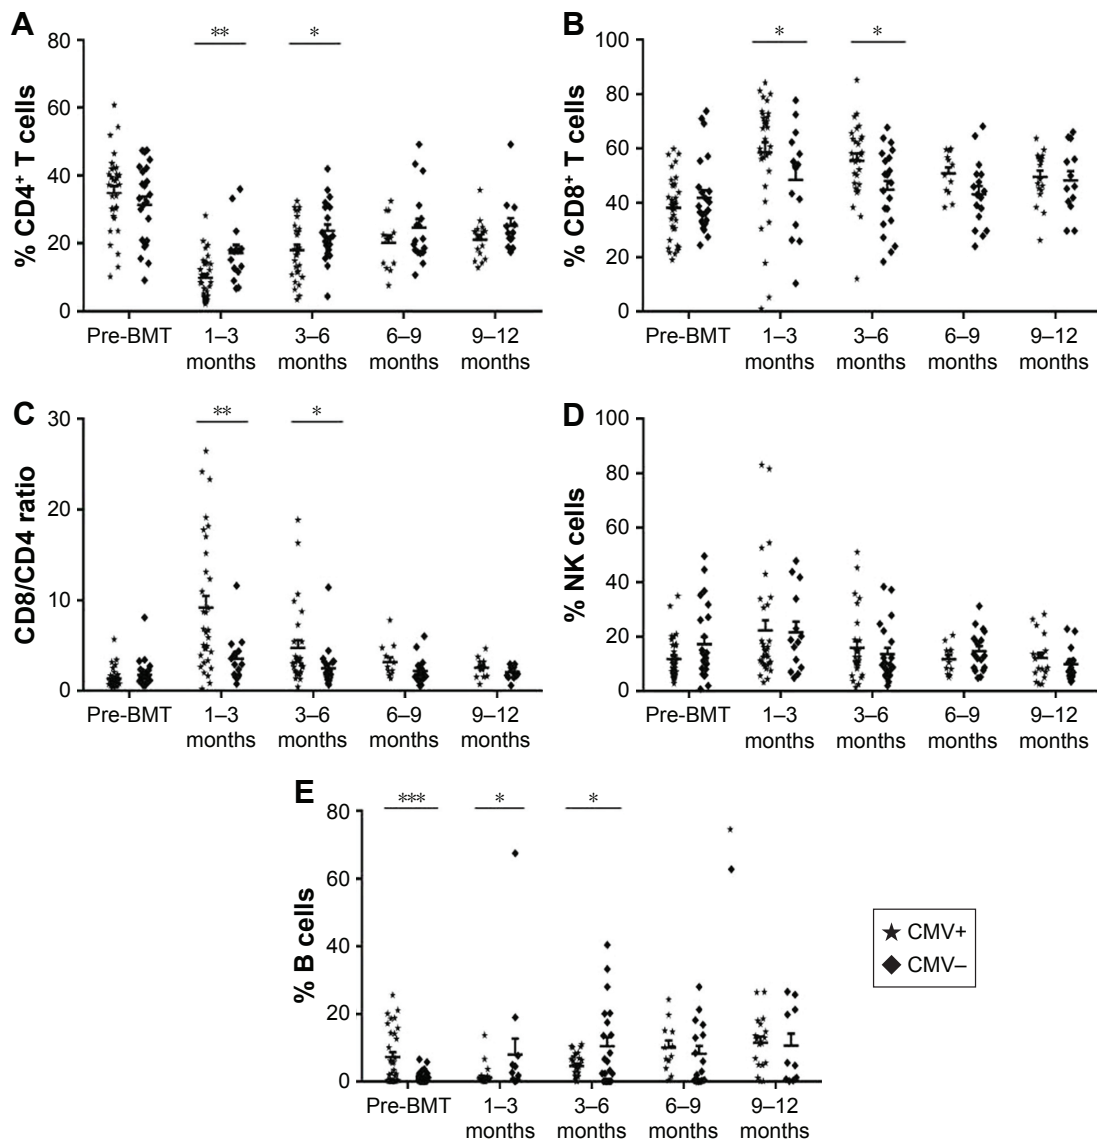 A
B
** *
* *
80
60
40
20
0
% CD4⁺ T cells
Pre-BMT 1–3 3–6 6–9 9–12
months months months months
100
80
60
40
20
0
% CD8⁺ T cells
Pre-BMT 1–3 3–6 6–9 9–12
months months months months
C
** *
30
20
10
0
CD8/CD4 ratio
Pre-BMT 1–3 3–6 6–9 9–12
months months months months
D
100
80
60
40
20
0
% NK cells
Pre-BMT 1–3 3–6 6–9 9–12
months months months months
E
*** * *
80
60
40
20
0
% B cells
Pre-BMT 1–3 3–6 6–9 9–12
months months months months
CMV+
CMV–